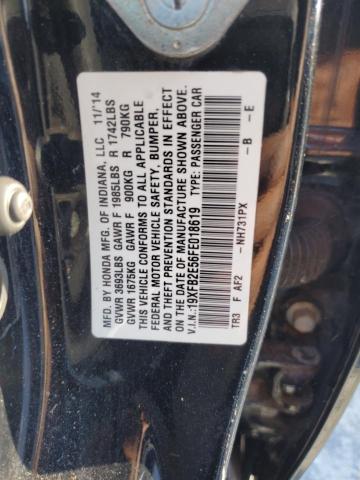 MFD. BY HONDA MFG. OF INDIANA, LLC 11/'14
GVWR 3693LBS GAWR F 1985LBS R 1742LBS
GVWR 1675KG GAWR F 900KG R 790KG
THIS VEHICLE CONFORMS TO ALL APPLICABLE
FEDERAL MOTOR VEHICLE SAFETY, BUMPER,
AND THEFT PREVENTION STANDARDS IN EFFECT
ON THE DATE OF MANUFACTURE SHOWN ABOVE.
V.I.N.: 19XFB2E56FE018619 TYPE: PASSENGER CAR
-NH731PX -B -E
TR3 F AF2